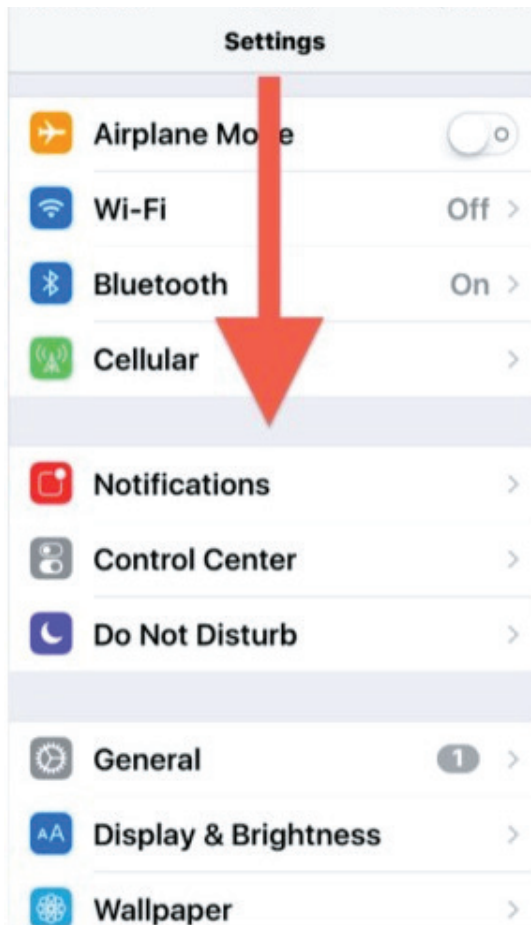 Settings
Airplane Mode
Wi-Fi Off
Bluetooth On
Cellular
Notifications
Control Center
Do Not Disturb
General 1
AA Display & Brightness
Wallpaper